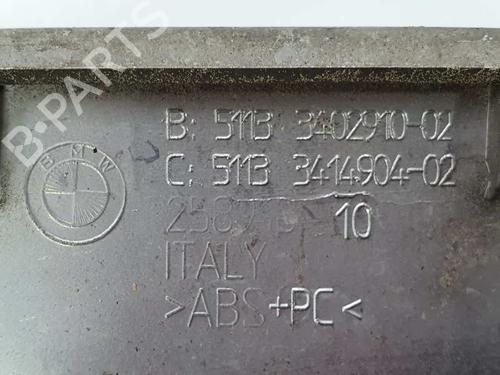 B-PARTS
BMW
B: 5113 3402910-02
C: 5113 3414904-02
10
ITALY
>ABS+PC<